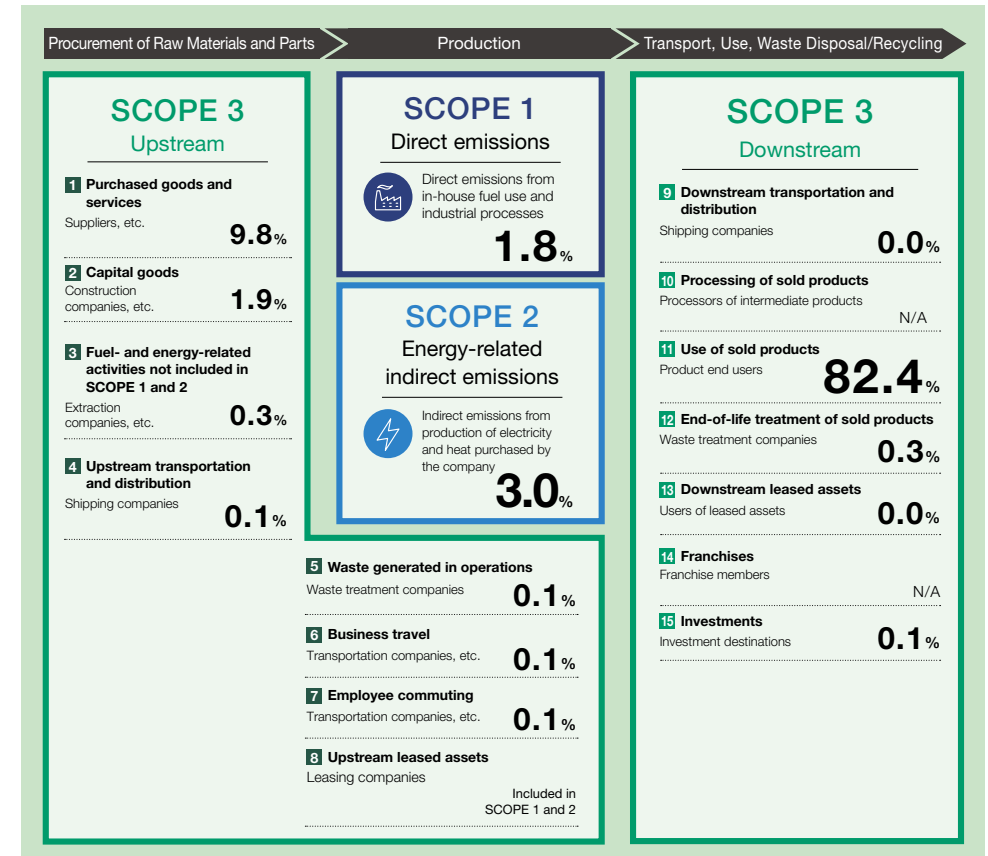 Procurement of Raw Materials and Parts
Production
Transport, Use, Waste Disposal/Recycling
SCOPE 3
Upstream
1 Purchased goods and
services
Suppliers, etc.
9.8%
2 Capital goods
Construction
companies, etc.
1.9%
3 Fuel- and energy-related
activities not included in
SCOPE 1 and 2
Extraction
companies, etc.
0.3%
4 Upstream transportation
and distribution
Shipping companies
0.1%
SCOPE 1
Direct emissions
Direct emissions from
in-house fuel use and
industrial processes
1.8%
SCOPE 2
Energy-related
indirect emissions
Indirect emissions from
production of electricity
and heat purchased by
the company
3.0%
5 Waste generated in operations
Waste treatment companies
0.1%
6 Business travel
Transportation companies, etc.
0.1%
7 Employee commuting
Transportation companies, etc.
0.1%
8 Upstream leased assets
Leasing companies
Included in
SCOPE 1 and 2
SCOPE 3
Downstream
9 Downstream transportation and
distribution
Shipping companies
0.0%
10 Processing of sold products
Processors of intermediate products
N/A
11 Use of sold products
Product end users
82.4%
12 End-of-life treatment of sold products
Waste treatment companies
0.3%
13 Downstream leased assets
Users of leased assets
0.0%
14 Franchises
Franchise members
N/A
15 Investments
Investment destinations
0.1%